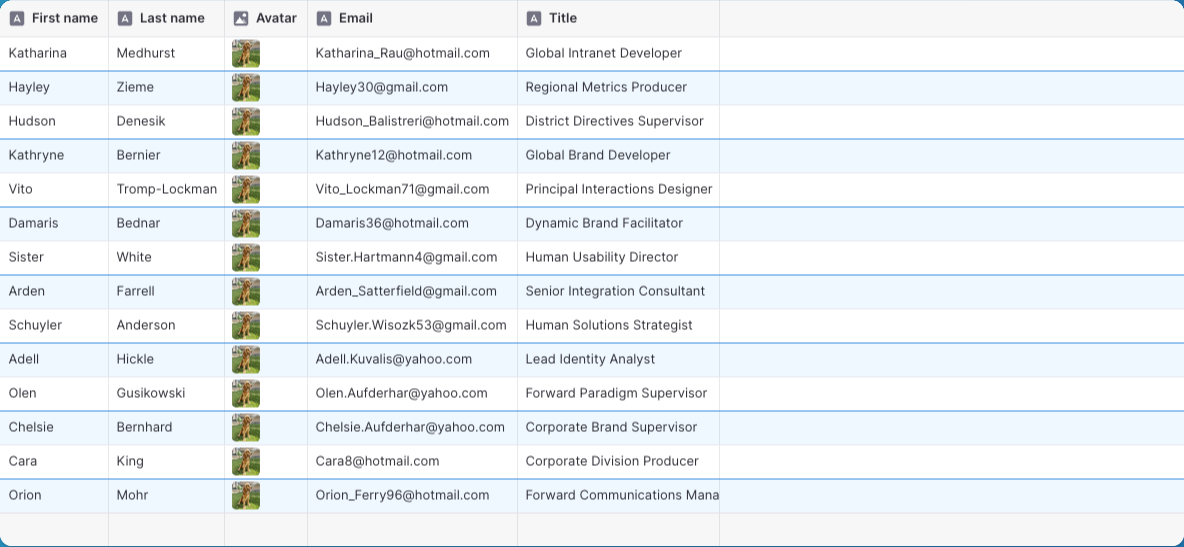 First name Last name Avatar Email Title
Katharina Medhurst Katharina_Rau@hotmail.com Global Intranet Developer
Hayley Zieme Hayley30@gmail.com Regional Metrics Producer
Hudson Denesik Hudson_Balistreri@hotmail.com District Directives Supervisor
Kathryne Bernier Kathryne12@hotmail.com Global Brand Developer
Vito Tromp-Lockman Vito_Lockman71@gmail.com Principal Interactions Designer
Damaris Bednar Damaris36@hotmail.com Dynamic Brand Facilitator
Sister White Sister.Hartmann4@gmail.com Human Usability Director
Arden Farrell Arden_Satterfield@gmail.com Senior Integration Consultant
Schuyler Anderson Schuyler.Wisozk53@gmail.com Human Solutions Strategist
Adell Hickle Adell.Kuvalis@yahoo.com Lead Identity Analyst
Olen Gusikowski Olen.Aufderhar@yahoo.com Forward Paradigm Supervisor
Chelsie Bernhard Chelsie.Aufderhar@yahoo.com Corporate Brand Supervisor
Cara King Cara8@hotmail.com Corporate Division Producer
Orion Mohr Orion_Ferry96@hotmail.com Forward Communications Mana